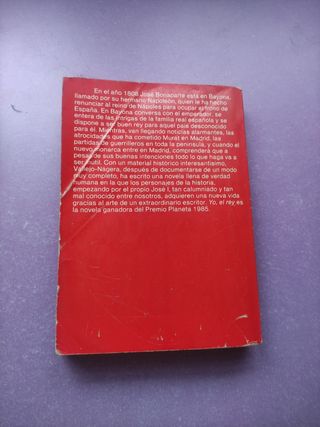 En el año 1808 José Bonaparte está en Bayona,
llamado por su hermano Napoleón, quien le ha hecho
renunciar al reino de Nápoles para ocupar el trono de
España. En Bayona conversa con el emperador, se
entera de las intrigas de la familia real española y se
dispone a ser buen rey para aquel país desconocido
para él. Mientras, van llegando noticias alarmantes, las
atrocidades que ha cometido Murat en Madrid, las
partidas de guerrilleros en toda la península, y cuando el
nuevo monarca entre en Madrid, comprenderá que a
pesar de sus buenas intenciones todo lo que haga va a
ser inútil. Con un material histórico interesantísimo,
Vallejo-Nágera, después de documentarse de un modo
muy completo, ha escrito una novela llena de verdad
humana en la que los personajes de la historia,
empezando por el propio José I, tan calumniado y tan
mal conocido entre nosotros, adquieren una nueva vida
gracias al arte de un extraordinario escritor. Yo, el rey es
la novela ganadora del Premio Planeta 1985.